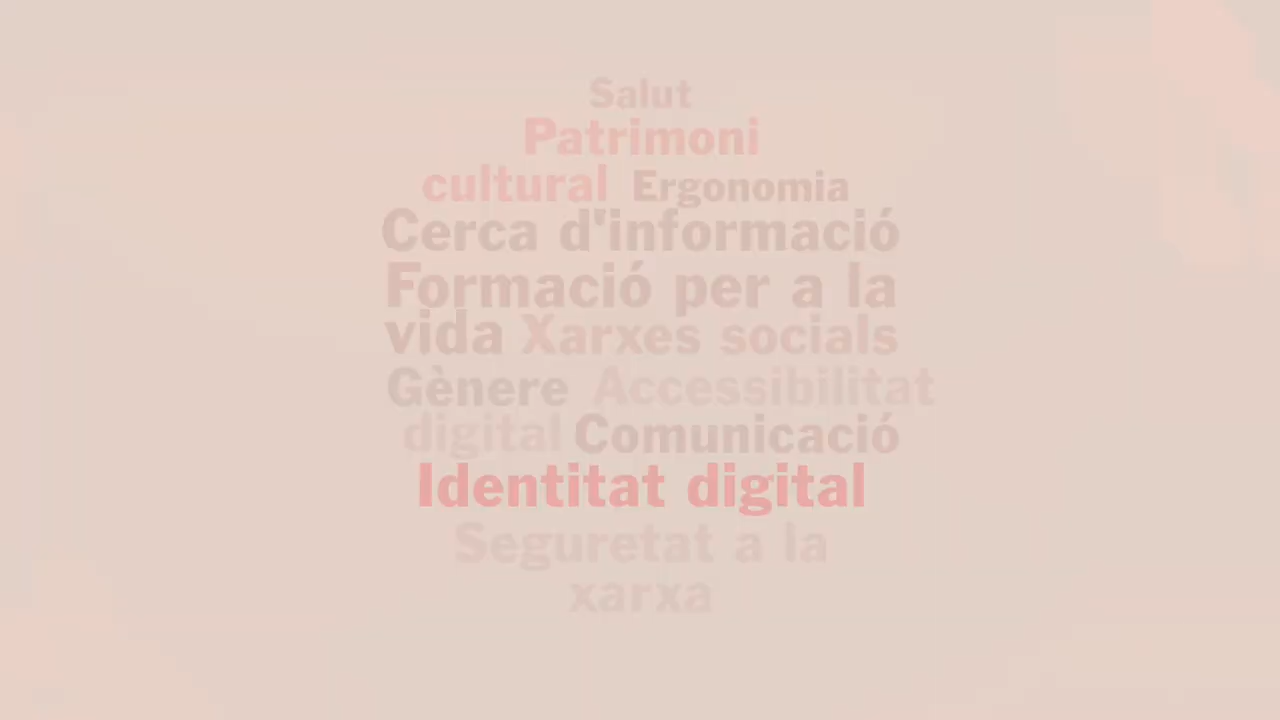 Salut
Patrimoni
cultural Ergonomia
Cerca d'informació
Formació per a la
vida Xarxes socials
Gènere Accessibilitat
digital Comunicació
Identitat digital
Seguretat a la
xarxa